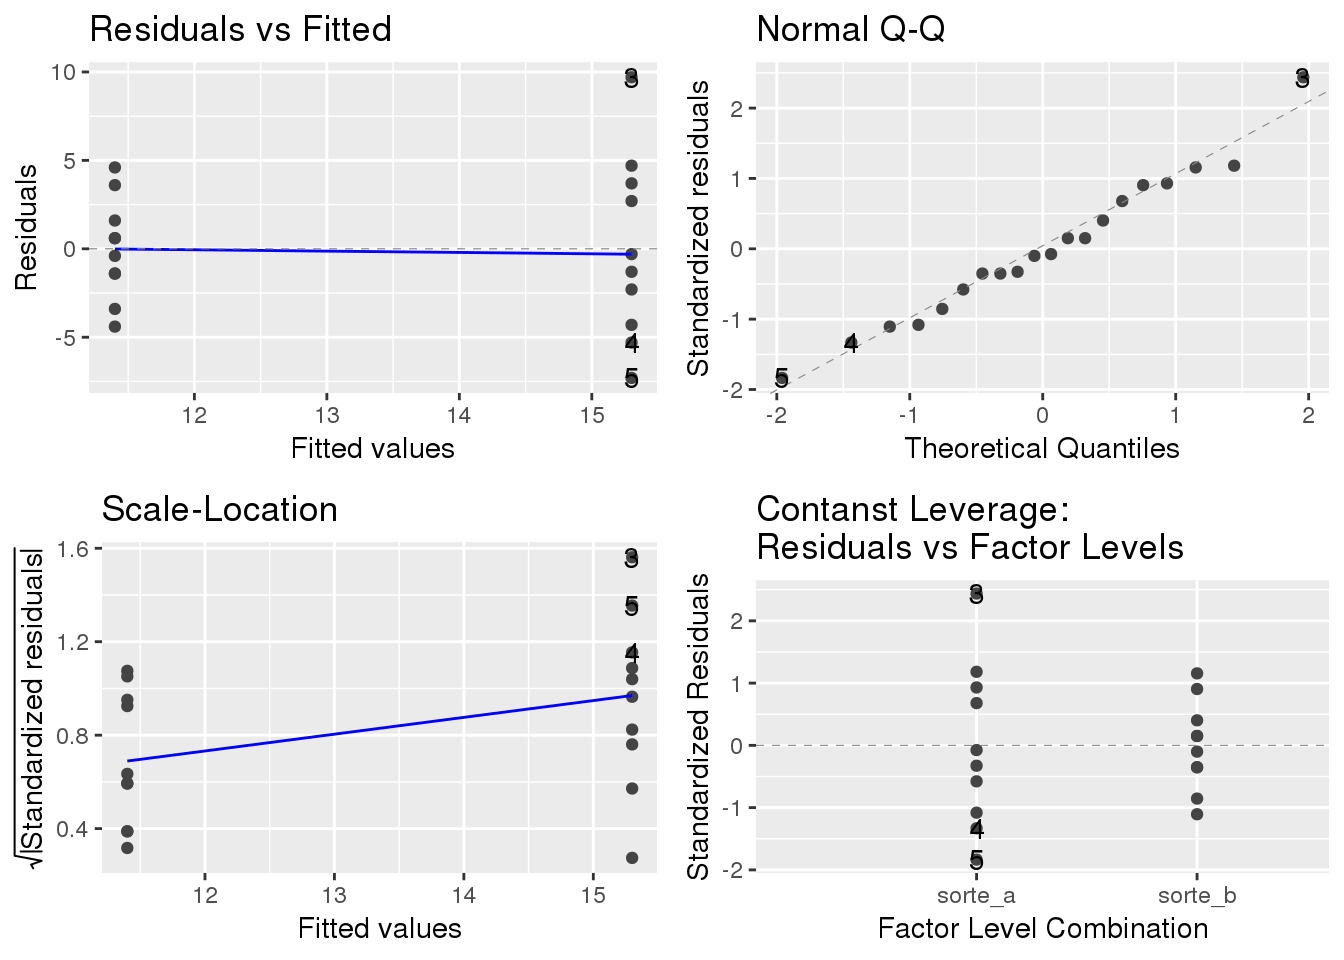 Residuals vs Fitted
Residuals
10
5
0
-5
3
4
5
12
13
14
15
Fitted values
Normal Q-Q
Standardized residuals
2
1
0
-1
-2
3
4
5
-2
-1
0
1
2
Theoretical Quantiles
Scale-Location
√|Standardized residuals|
1.6
1.2
0.8
0.4
3
5
4
12
13
14
15
Fitted values
Contanst Leverage:
Residuals vs Factor Levels
Standardized Residuals
2
1
0
-1
-2
3
4
5
sorte_a
sorte_b
Factor Level Combination